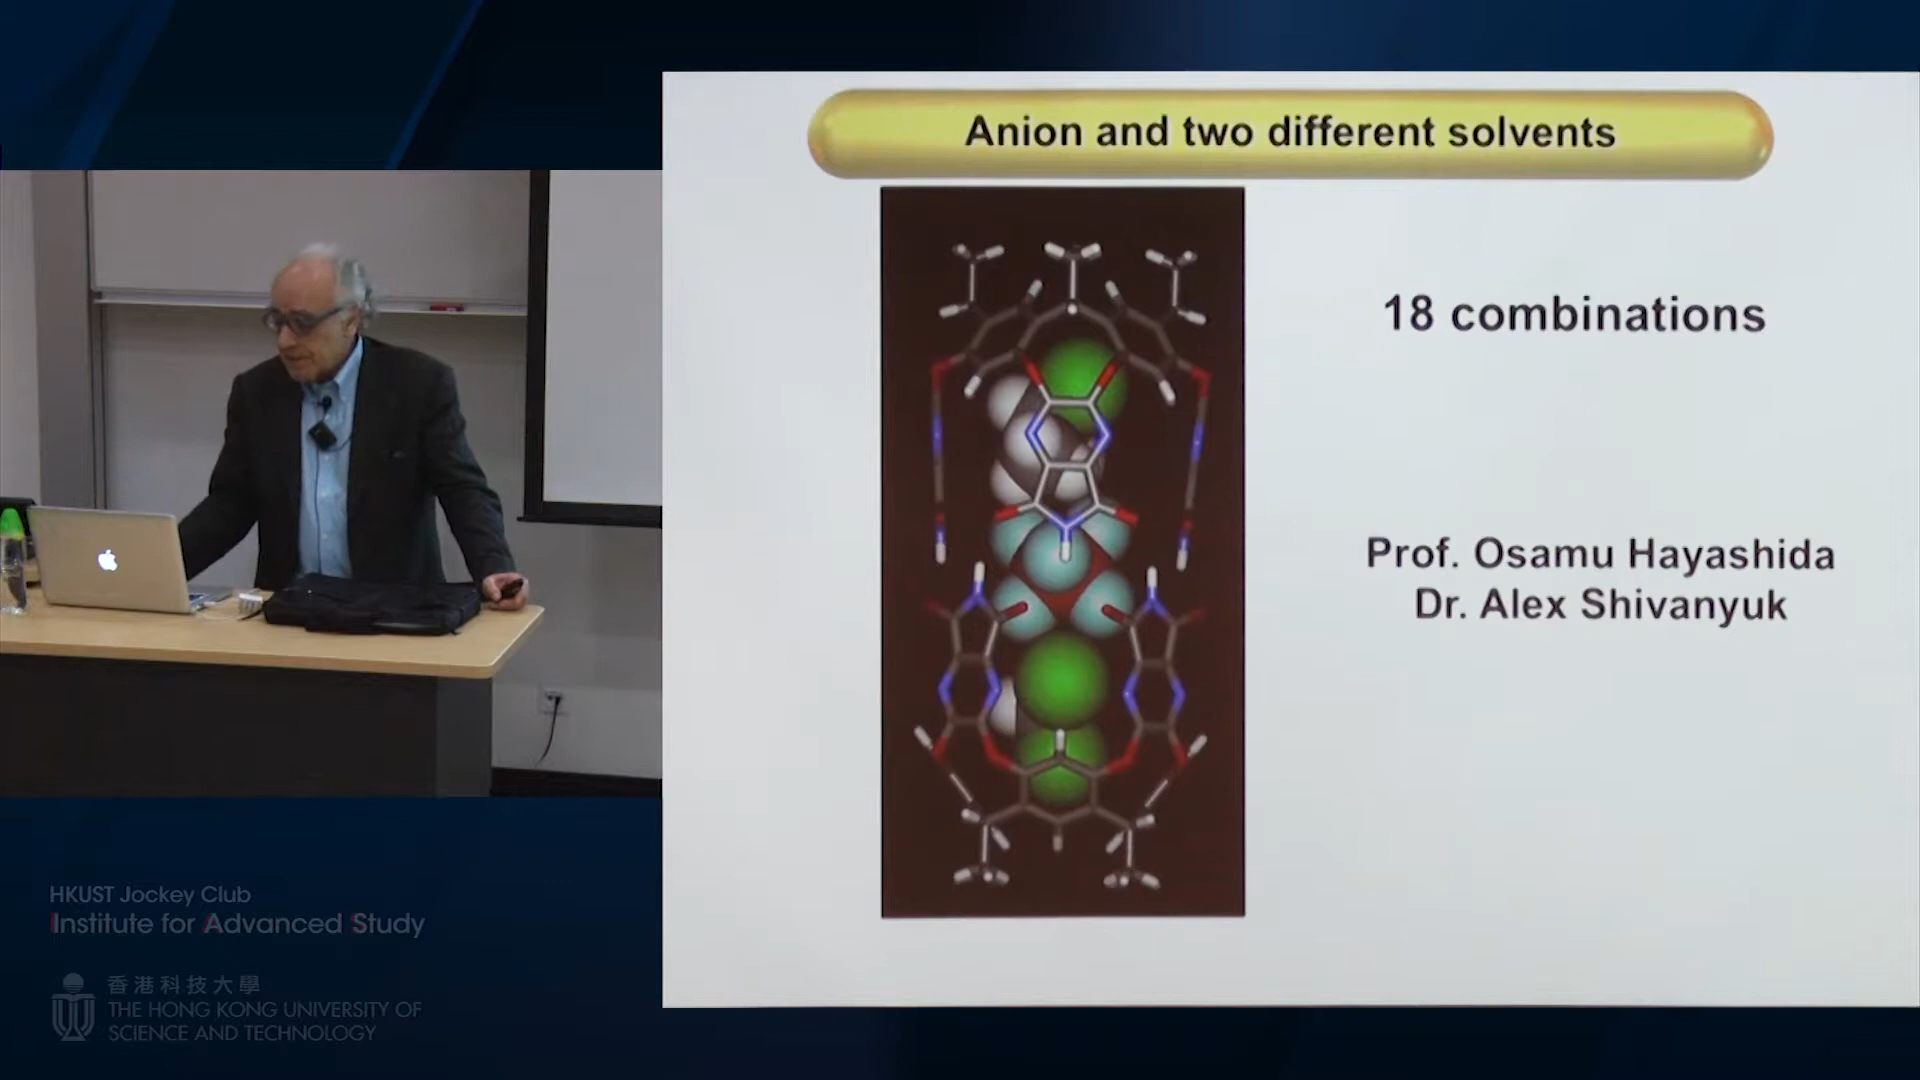 Anion and two different solvents
18 combinations
Prof. Osamu Hayashida
Dr. Alex Shivanyuk
HKUST Jockey Club
Institute for Advanced Study
香港科技大學
THE HONG KONG UNIVERSITY OF
SCIENCE AND TECHNOLOGY